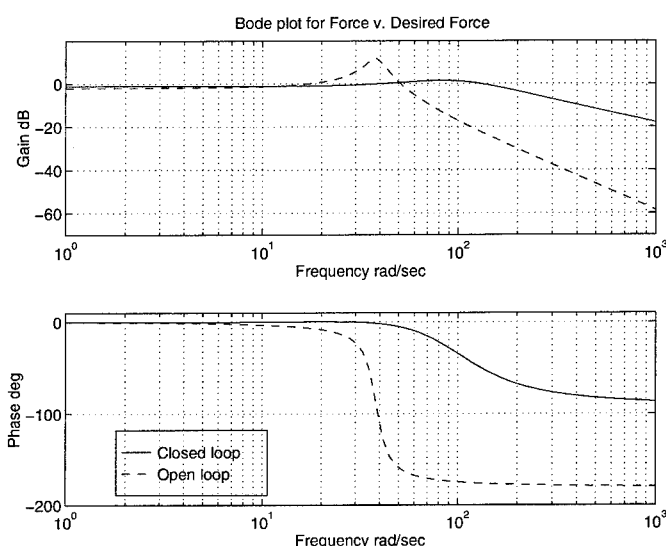 Bode plot for Force v. Desired Force
0
−20
−40
−60
Gain dB
10^0
10^1
10^2
10^3
Frequency rad/sec
0
−100
−200
Phase deg
Closed loop
Open loop
10^0
10^1
10^2
10^3
Frequency rad/sec